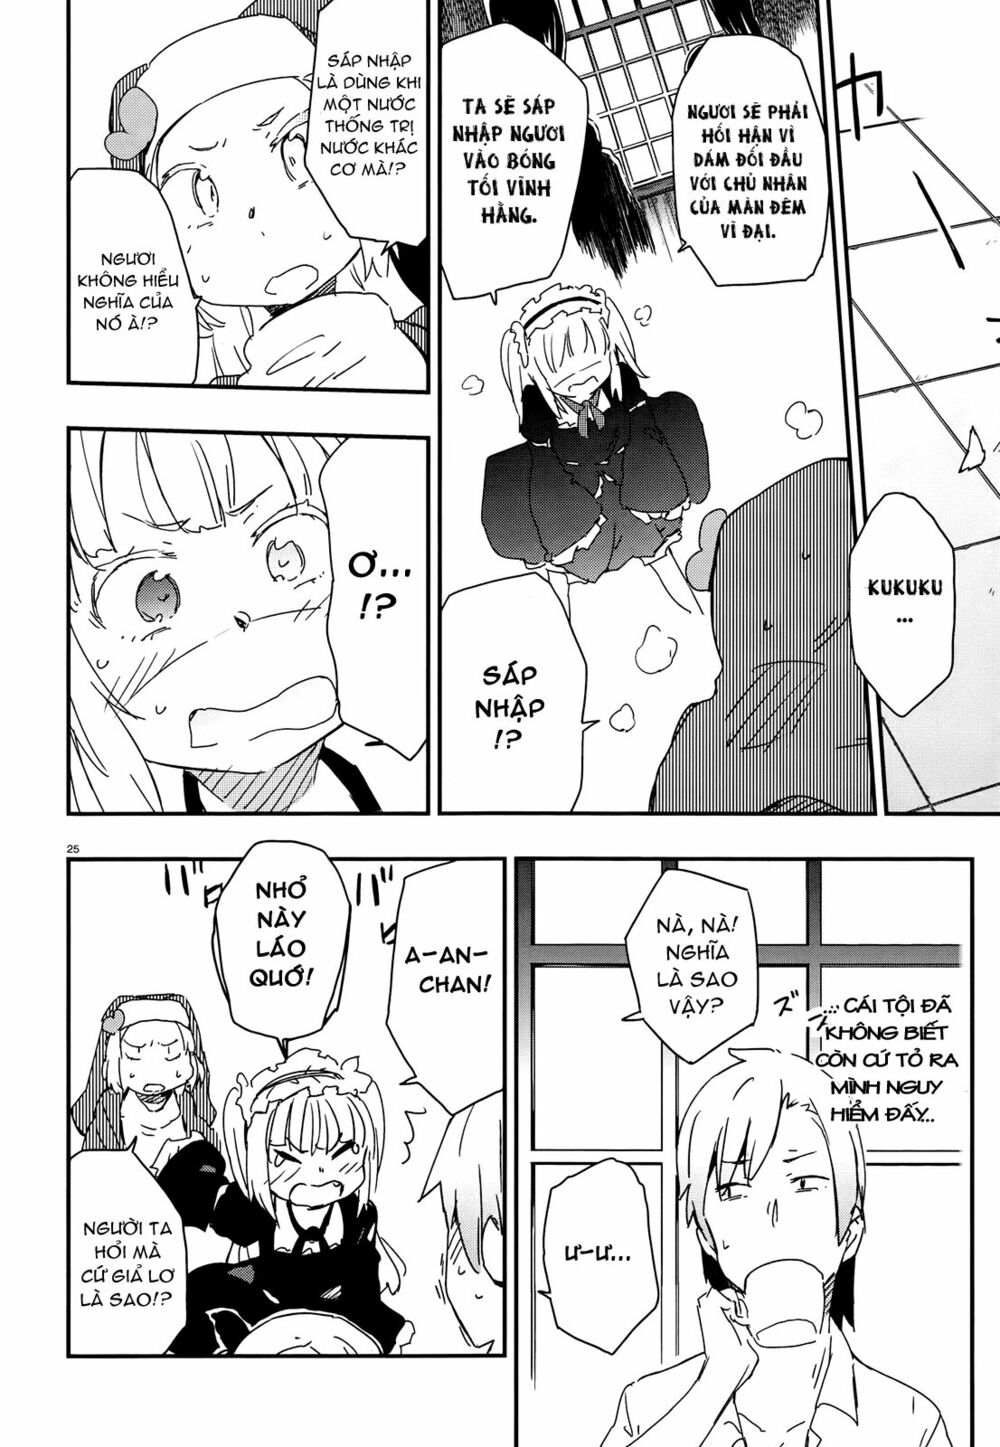 KUKUKU
...
NGƯƠI SẼ PHẢI
HỐI HẬN VÌ
DÁM ĐỐI ĐẦU
VỚI CHỦ NHÂN
CỦA MÀN ĐÊM
VĨ ĐẠI.
TA SẼ SÁP
NHẬP NGƯƠI
VÀO BÓNG
TỐI VĨNH
HẰNG.
SÁP
NHẬP
!?
SÁP NHẬP
LÀ DÙNG KHI
MỘT NƯỚC
THỐNG TRỊ
NƯỚC KHÁC
CƠ MÀ!?
NGƯƠI
KHÔNG HIỂU
NGHĨA CỦA
NÓ À!?
Ơ...
!?
25
NÀ, NÀ!
NGHĨA
LÀ SAO
VẬY?
... CÁI TỘI ĐÃ
KHÔNG BIẾT
CÒN CỨ TỎ RA
MÌNH NGUY
HIỂM ĐẤY...
ズズ
Ư-Ư...
A-AN-
CHAN!
NHỎ
NÀY
LÁO
QUỚ!
NGƯỜI TA
HỎI MÀ
CỨ GIẢ LƠ
LÀ SAO!?